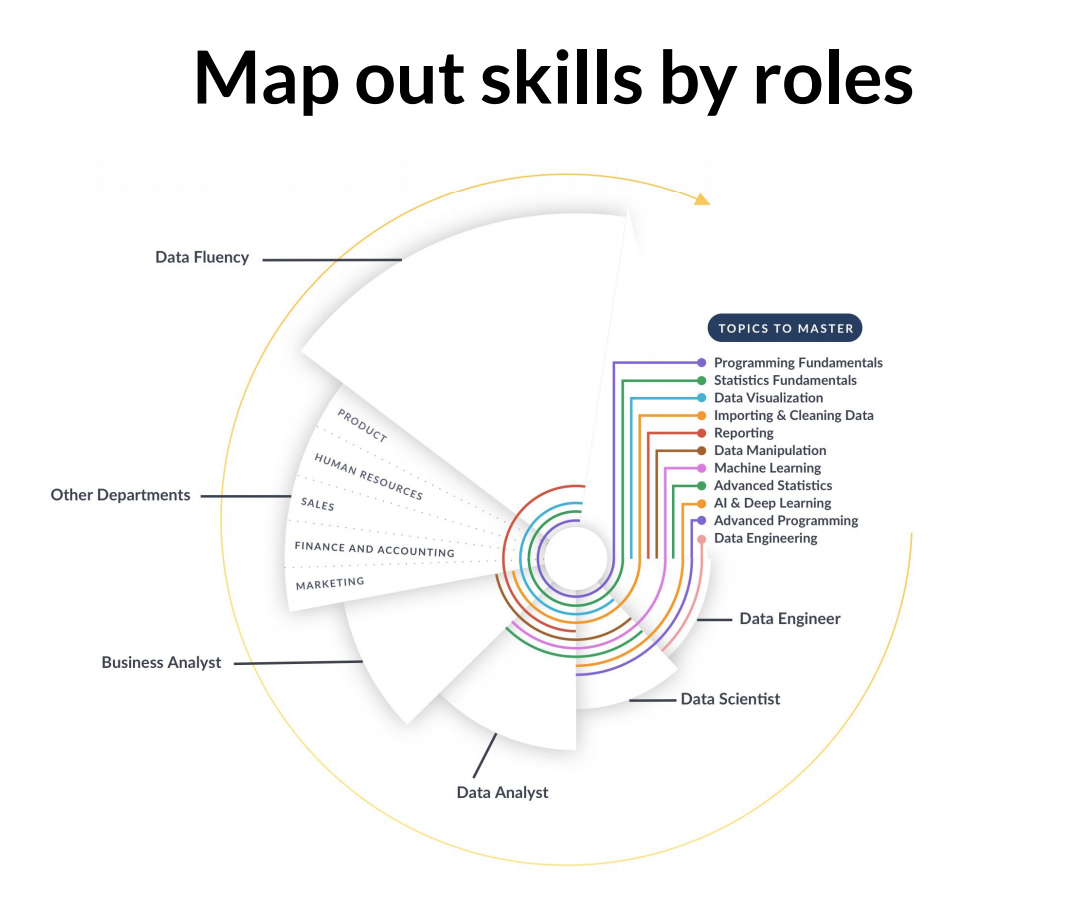 Map out skills by roles
Data Fluency
TOPICS TO MASTER
Programming Fundamentals
Statistics Fundamentals
Data Visualization
Importing & Cleaning Data
Reporting
Data Manipulation
Machine Learning
Advanced Statistics
AI & Deep Learning
Advanced Programming
Data Engineering
Other Departments
PRODUCT
HUMAN RESOURCES
SALES
FINANCE AND ACCOUNTING
MARKETING
Data Engineer
Business Analyst
Data Scientist
Data Analyst